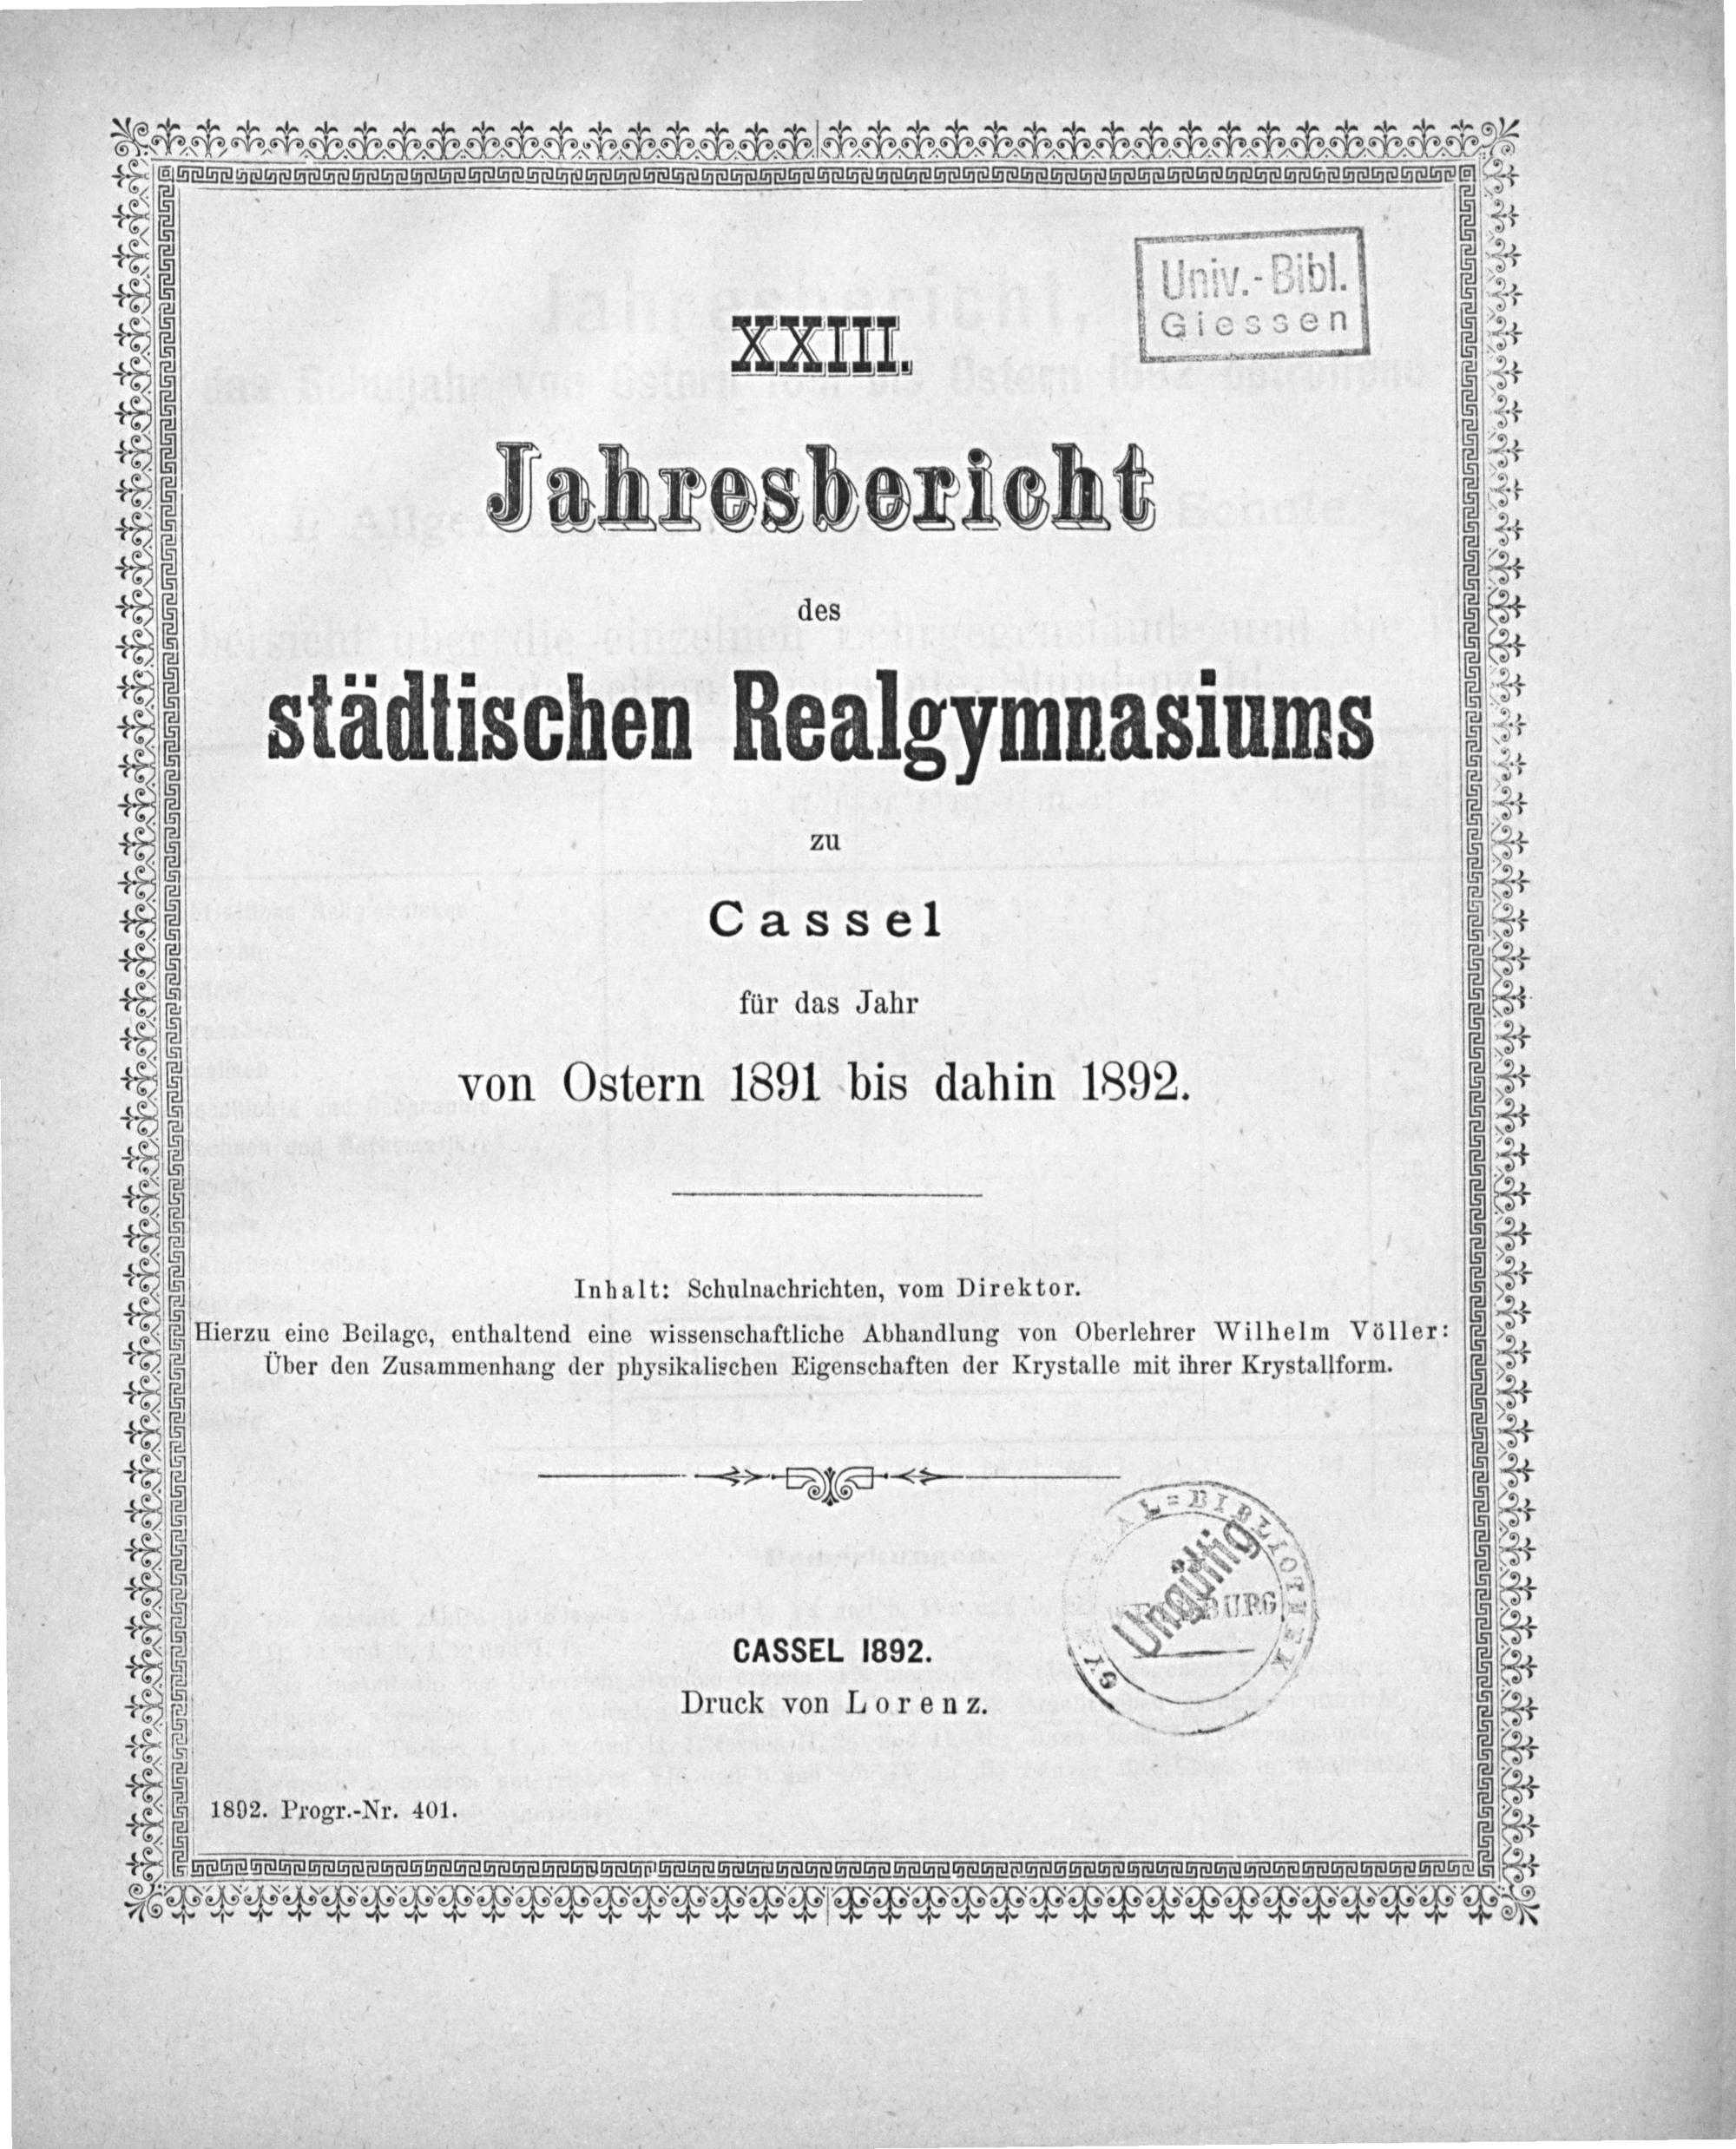 Univ.-Bibl.
Giessen
XXIII.
Jahresbericht
des
städtischen Realgymnasiums
zu
Cassel
für das Jahr
von Ostern 1891 bis dahin 1892.
Inhalt: Schulnachrichten, vom Direktor.
Hierzu eine Beilage, enthaltend eine wissenschaftliche Abhandlung von Oberlehrer Wilhelm Völler:
Über den Zusammenhang der physikalischen Eigenschaften der Krystalle mit ihrer Krystallform.
BIBLIOTHEK
Ungültig
CASSEL 1892.
Druck von Lorenz.
1892. Progr.-Nr. 401.